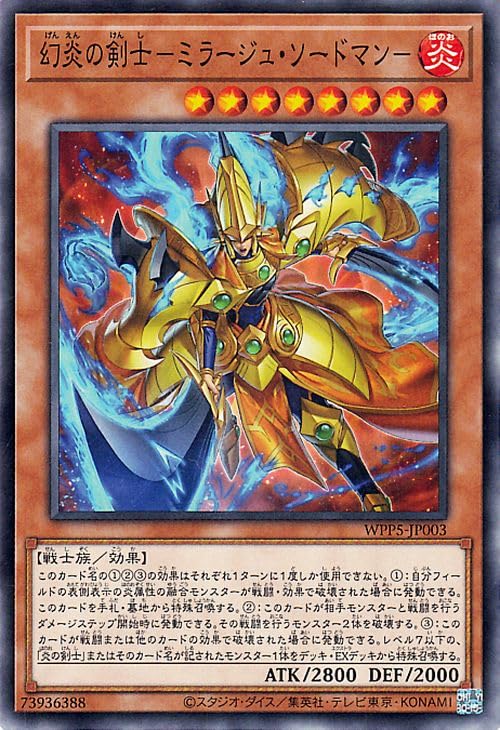 幻炎の剣士－ミラージュ・ソードマン－
炎
WPP5-JP003
【戦士族／効果】
このカード名の①②③の効果はそれぞれ1ターンに1度しか使用できない。①：自分フィー
ルドの表側表示の炎属性の融合モンスターが戦闘・効果で破壊された場合に発動できる。
このカードを手札・墓地から特殊召喚する。②：このカードが相手モンスターと戦闘を行う
ダメージステップ開始時に発動できる。その戦闘を行うモンスター2体を破壊する。③：この
カードが戦闘または他のカードの効果で破壊された場合に発動できる。レベル7以下の、
「炎の剣士」またはそのカード名が記されたモンスター1体をデッキ・EXデッキから特殊召喚する。
ATK/2800 DEF/2000
73936388 ©スタジオ・ダイス／集英社・テレビ東京・KONAMI